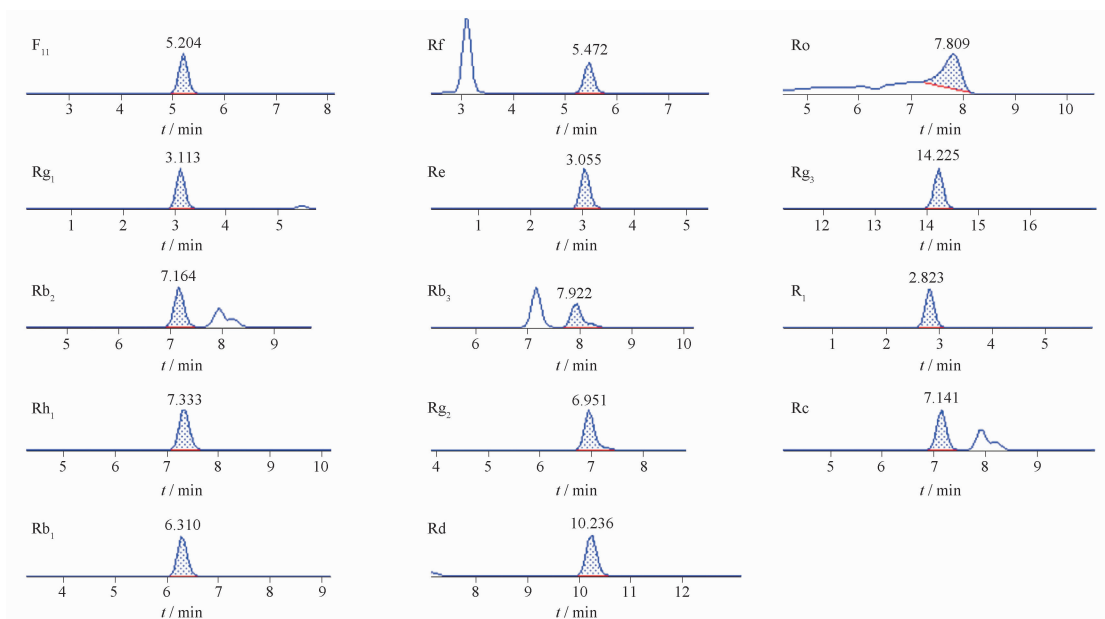 F₁₁ 5.204
3 4 5 6 7 8
t / min
Rf 5.472
3 4 5 6 7
t / min
Ro 7.809
5 6 7 8 9 10
t / min
Rg₁ 3.113
1 2 3 4 5
t / min
Re 3.055
1 2 3 4 5
t / min
Rg₃ 14.225
12 13 14 15 16
t / min
Rb₂ 7.164
5 6 7 8 9
t / min
Rb₃ 7.922
6 7 8 9 10
t / min
R₁ 2.823
1 2 3 4 5
t / min
Rh₁ 7.333
5 6 7 8 9 10
t / min
Rg₂ 6.951
4 5 6 7 8
t / min
Rc 7.141
5 6 7 8 9
t / min
Rb₁ 6.310
4 5 6 7 8 9
t / min
Rd 10.236
8 9 10 11 12
t / min